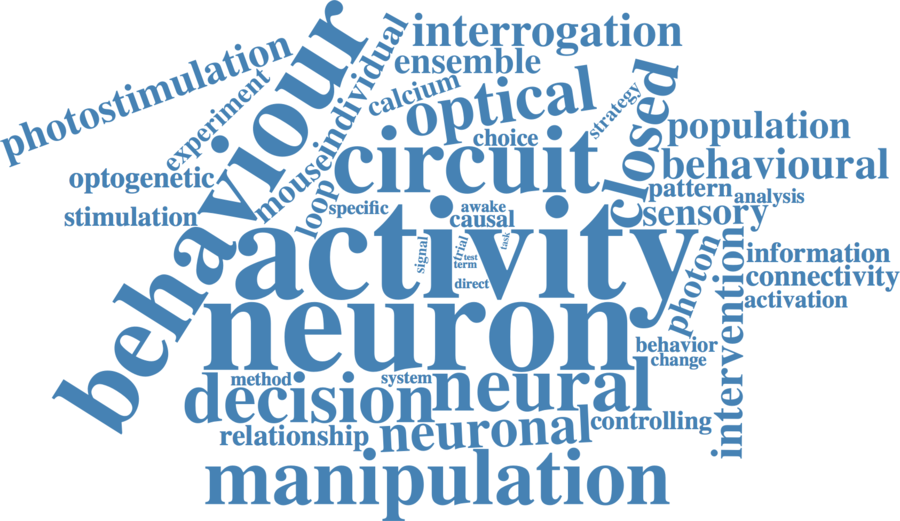 interrogation
photostimulation
behaviour
individual
ensemble
experiment
calcium
optical
strategy
closed
choice
population
circuit
mouse
behavioural
optogenetic
loop
pattern
analysis
specific
awake
stimulation
causal
sensory
activity
signal
trial
task
test
term
direct
photon
intervention
information
connectivity
activation
neuron
behavior
change
method
system
decision
neural
controlling
relationship
neuronal
manipulation